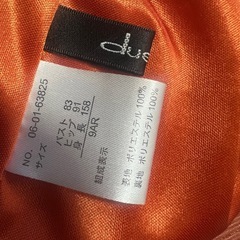 NO. 06-01-63825
サイズ
バスト 83
ヒップ 91
身長 158
9AR
組成表示
表地 ポリエステル100%
裏地 ポリエステル100%